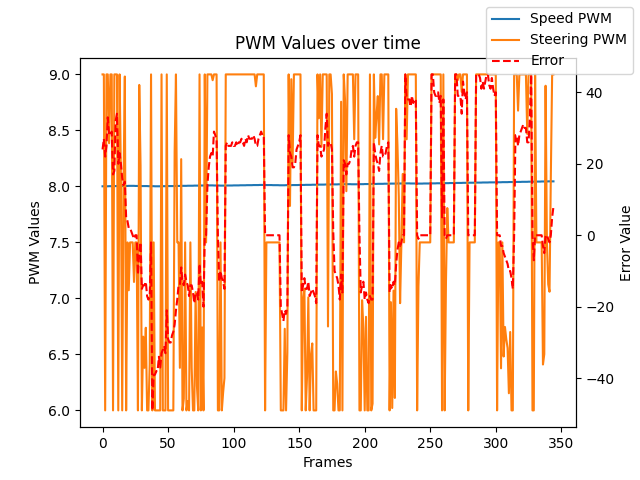 PWM Values over time
Speed PWM
Steering PWM
Error
PWM Values
9.0
8.5
8.0
7.5
7.0
6.5
6.0
40
20
0
−20
−40
Error Value
0 50 100 150 200 250 300 350
Frames